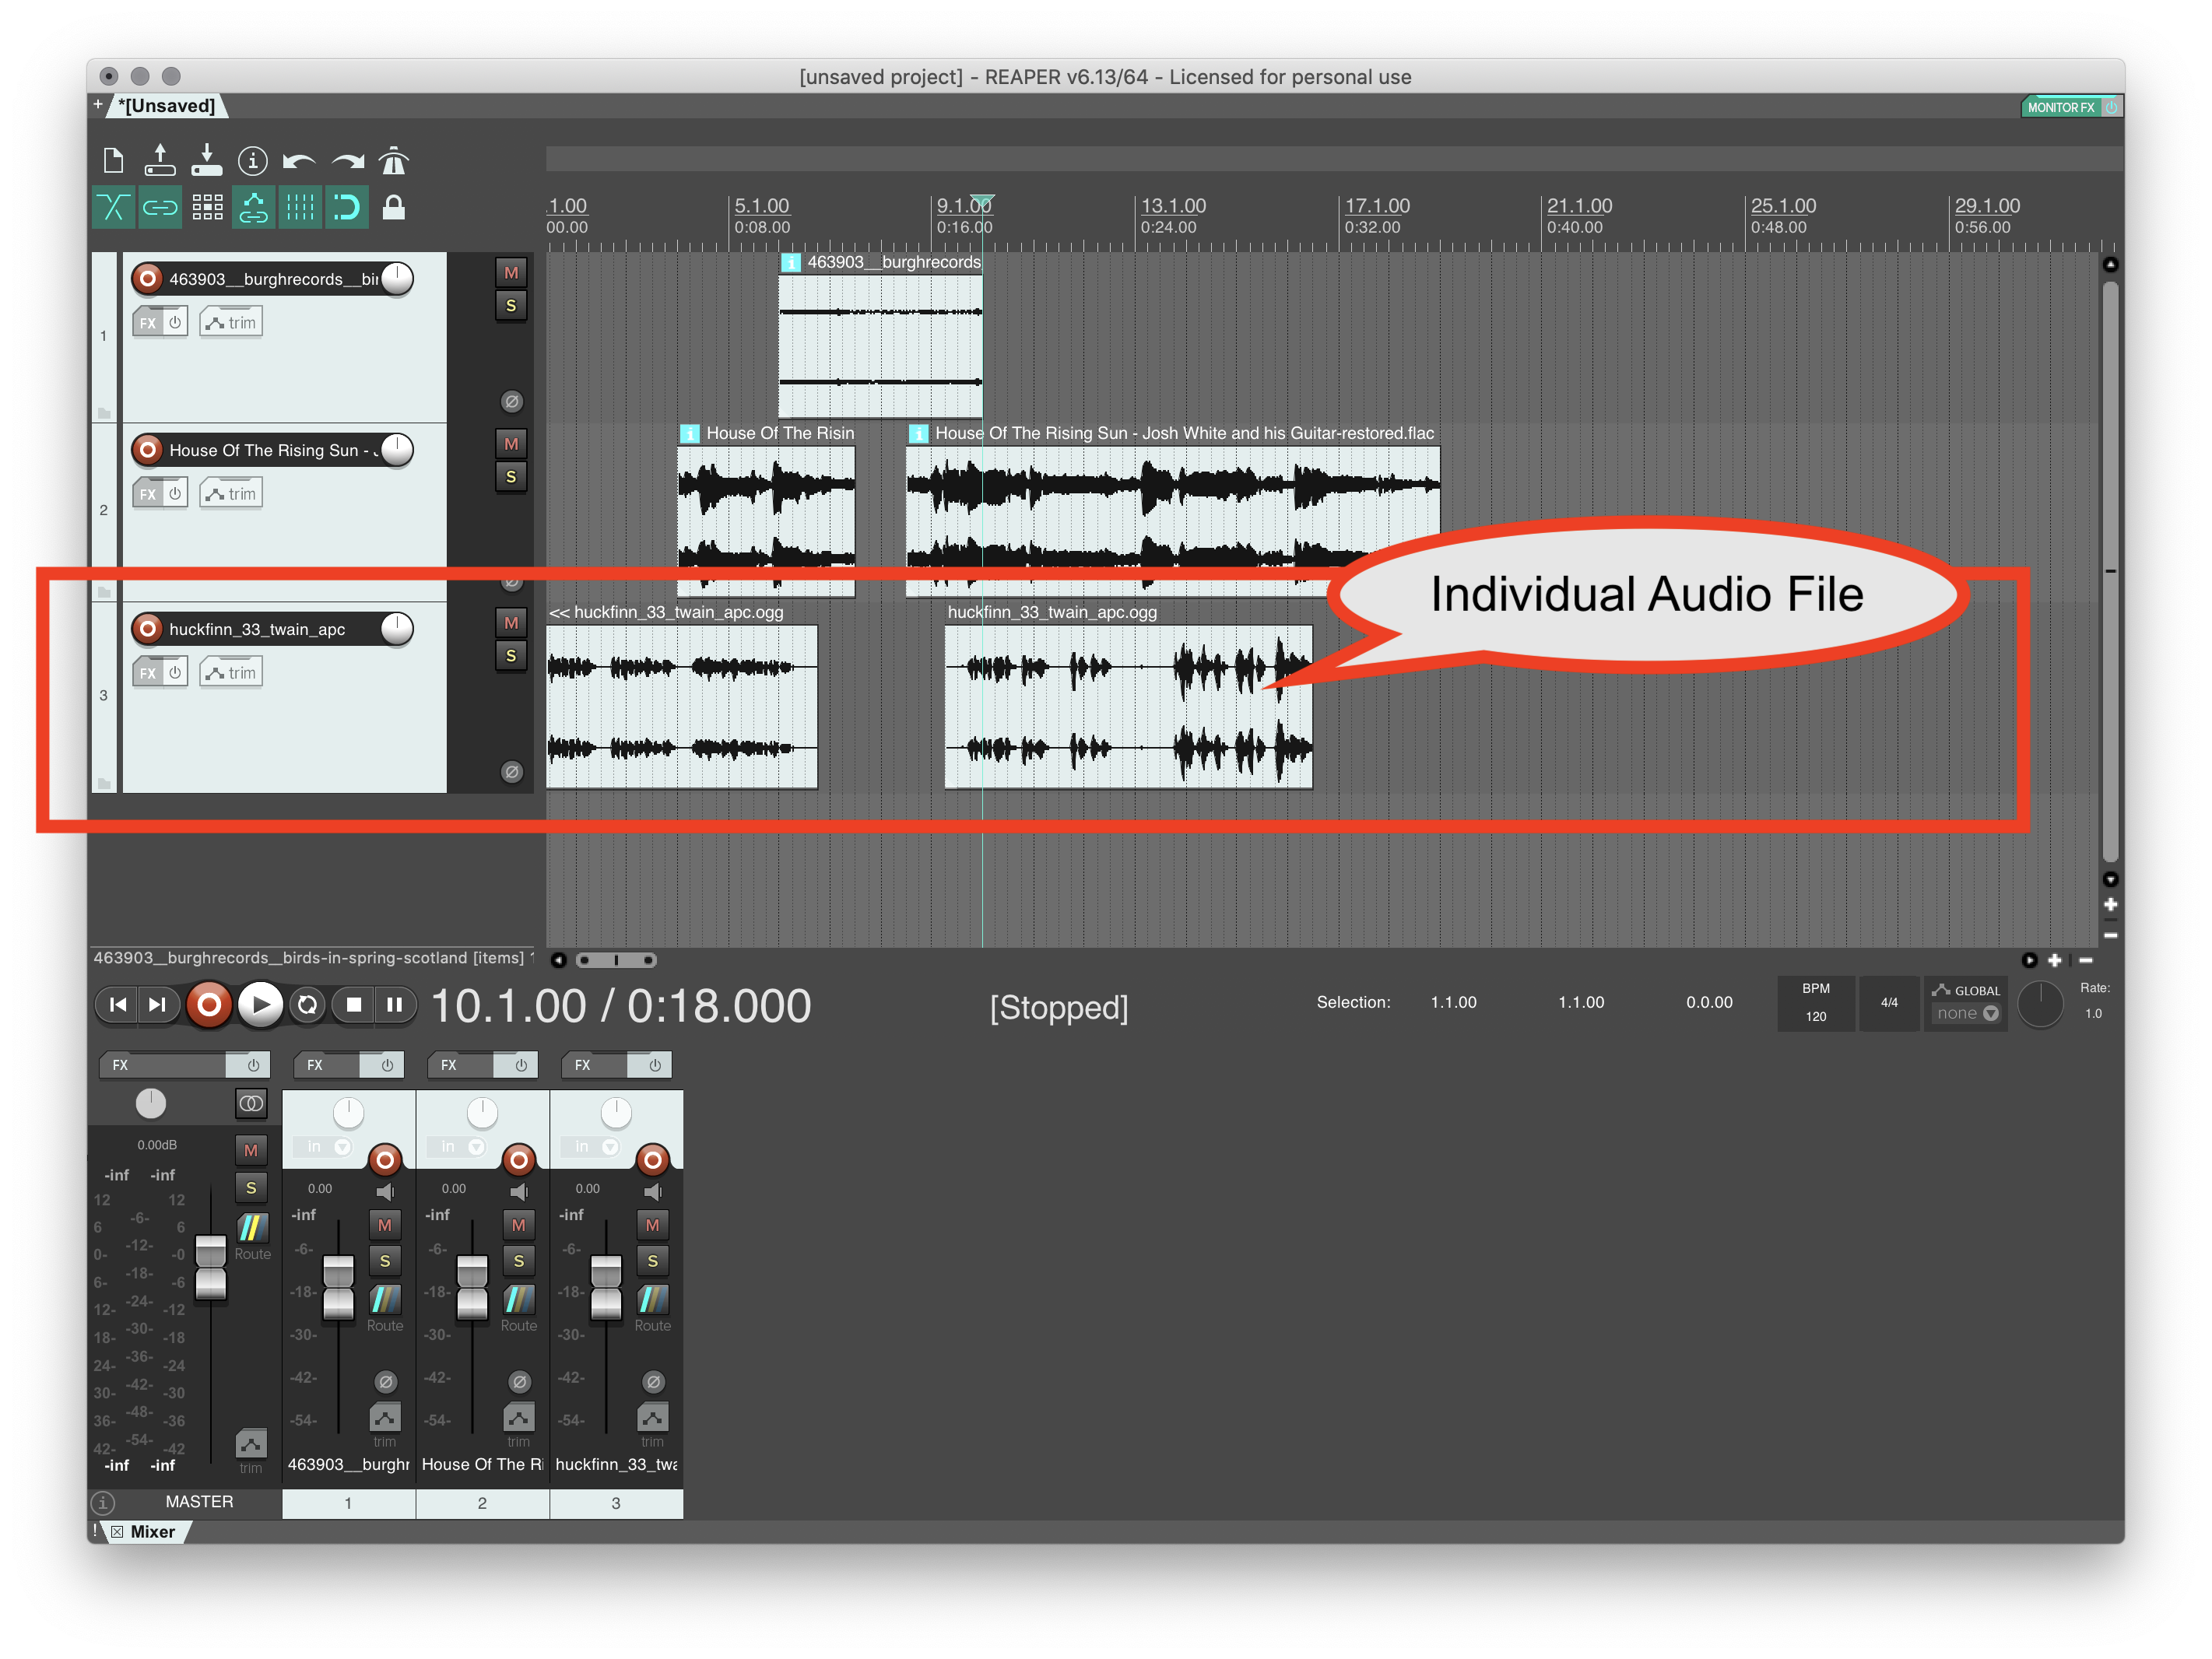 [unsaved project] - REAPER v6.13/64 - Licensed for personal use
+ *[Unsaved]
MONITOR FX
.1.00 5.1.00 9.1.00 13.1.00 17.1.00 21.1.00 25.1.00 29.1.00
00.00 0:08.00 0:16.00 0:24.00 0:32.00 0:40.00 0:48.00 0:56.00
463903__burghrecords
463903__burghrecords__bir
M
S
FX trim
1
House Of The Risin
House Of The Rising Sun - Josh White and his Guitar-restored.flac
House Of The Rising Sun -
M
S
FX trim
2
Individual Audio File
<< huckfinn_33_twain_apc.ogg
huckfinn_33_twain_apc.ogg
huckfinn_33_twain_apc
M
S
FX trim
3
463903__burghrecords__birds-in-spring-scotland [items] 1
10.1.00 / 0:18.000
[Stopped]
Selection: 1.1.00 1.1.00 0.0.00
BPM
120
4/4
GLOBAL
none
Rate:
1.0
FX FX FX FX
in in in
0.00dB
M
-inf -inf
S
12 12
6 -6- 6
0- -12- -0
6- -18- -6
12- -24- -12
18- -30- -18
24- -36- -24
30- -42- -30
36- -48- -36
42- -54- -42
-inf -inf
Route
trim
0.00 0.00 0.00
-inf M -inf M -inf M
-6- S -6- S -6- S
-18- -18- -18-
Route Route Route
-30- -30- -30-
-42- -42- -42-
-54- -54- -54-
trim trim trim
463903__burghr House Of The Ri huckfinn_33_twa
MASTER 1 2 3
! Mixer